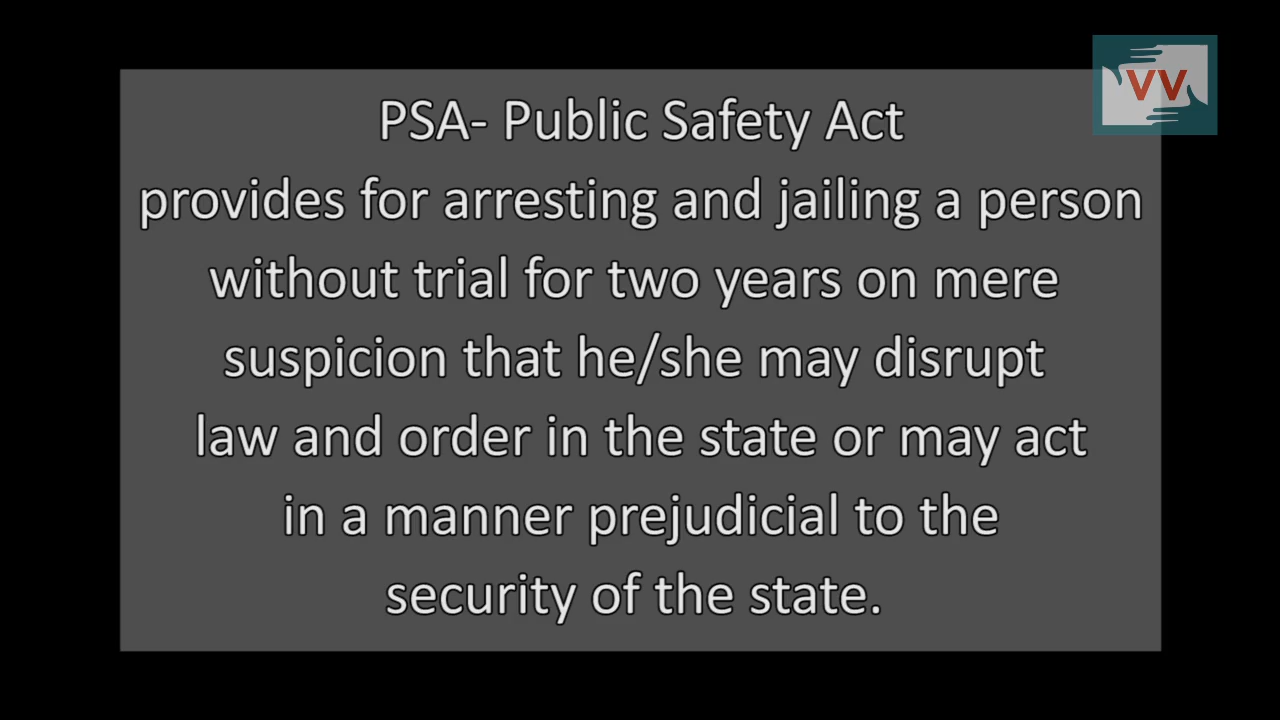 VV
PSA- Public Safety Act
provides for arresting and jailing a person
without trial for two years on mere
suspicion that he/she may disrupt
law and order in the state or may act
in a manner prejudicial to the
security of the state.